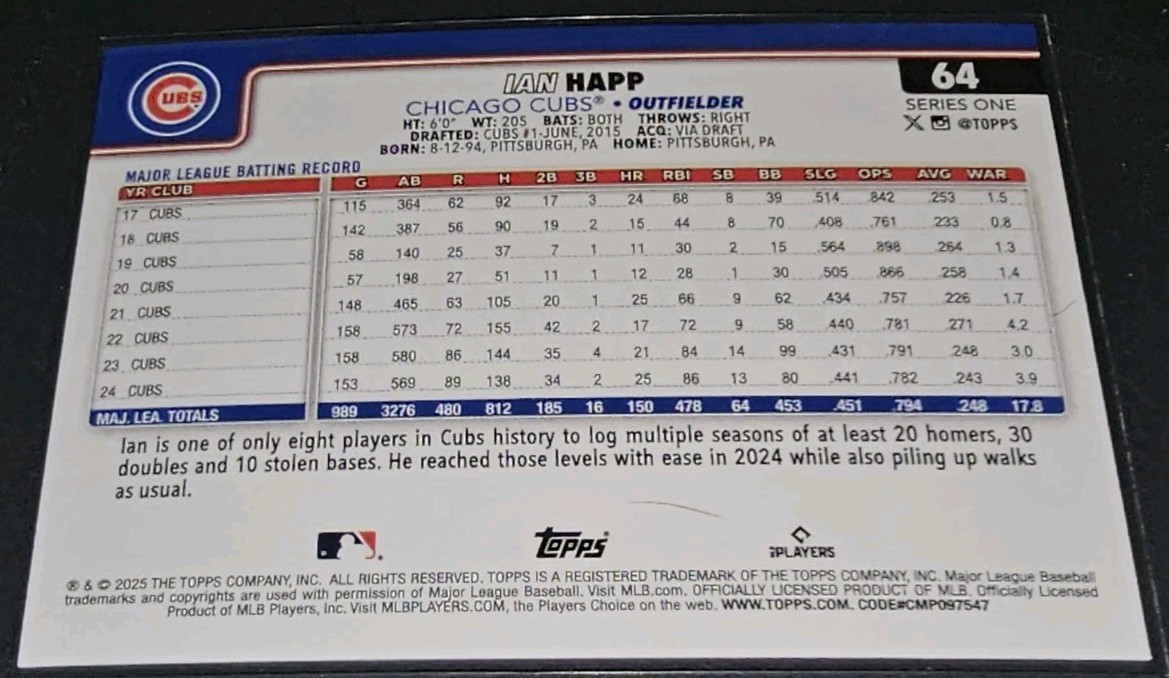 CUBS
IAN HAPP
64
CHICAGO CUBS® • OUTFIELDER
SERIES ONE
HT: 6'0" WT: 205 BATS: BOTH THROWS: RIGHT
@TOPPS
DRAFTED: CUBS #1-JUNE, 2015 ACQ: VIA DRAFT
BORN: 8-12-94, PITTSBURGH, PA HOME: PITTSBURGH, PA
MAJOR LEAGUE BATTING RECORD
YR CLUB G AB R H 2B 3B HR RBI SB BB SLG OPS AVG WAR
17 CUBS 115 364 62 92 17 3 24 68 8 39 .514 .842 .253 1.5
18 CUBS 142 387 56 90 19 2 15 44 8 70 .408 .761 .233 0.8
19 CUBS 58 140 25 37 7 1 11 30 2 15 .564 .898 .264 1.3
20 CUBS 57 198 27 51 11 1 12 28 1 30 .505 .866 .258 1.4
21 CUBS 148 465 63 105 20 1 25 66 9 62 .434 .757 .226 1.7
22 CUBS 158 573 72 155 42 2 17 72 9 58 .440 .781 .271 4.2
23 CUBS 158 580 86 144 35 4 21 84 14 99 .431 .791 .248 3.0
24 CUBS 153 569 89 138 34 2 25 86 13 80 .441 .782 .243 3.9
MAJ. LEA. TOTALS 989 3276 480 812 185 16 150 478 64 453 .451 .794 .248 17.8
Ian is one of only eight players in Cubs history to log multiple seasons of at least 20 homers, 30
doubles and 10 stolen bases. He reached those levels with ease in 2024 while also piling up walks
as usual.
topps®
PLAYERS
® & © 2025 THE TOPPS COMPANY, INC. ALL RIGHTS RESERVED. TOPPS IS A REGISTERED TRADEMARK OF THE TOPPS COMPANY, INC. Major League Baseball
trademarks and copyrights are used with permission of Major League Baseball. Visit MLB.com. OFFICIALLY LICENSED PRODUCT OF MLB. Officially Licensed
Product of MLB Players, Inc. Visit MLBPLAYERS.COM, the Players Choice on the web. WWW.TOPPS.COM. CODE#CMP097547